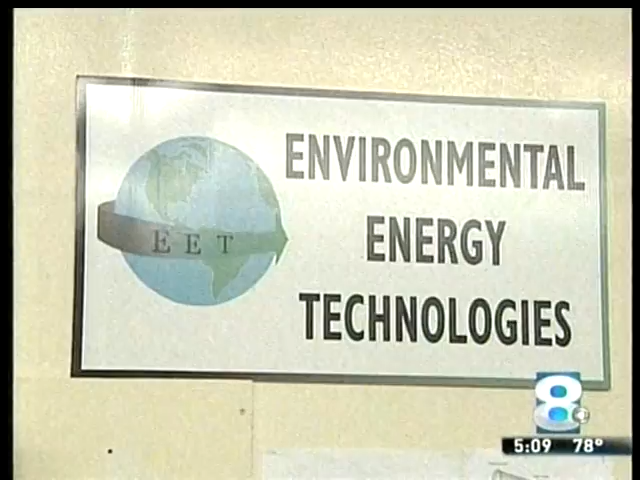 EET
ENVIRONMENTAL
ENERGY
TECHNOLOGIES
8
5:09 78°